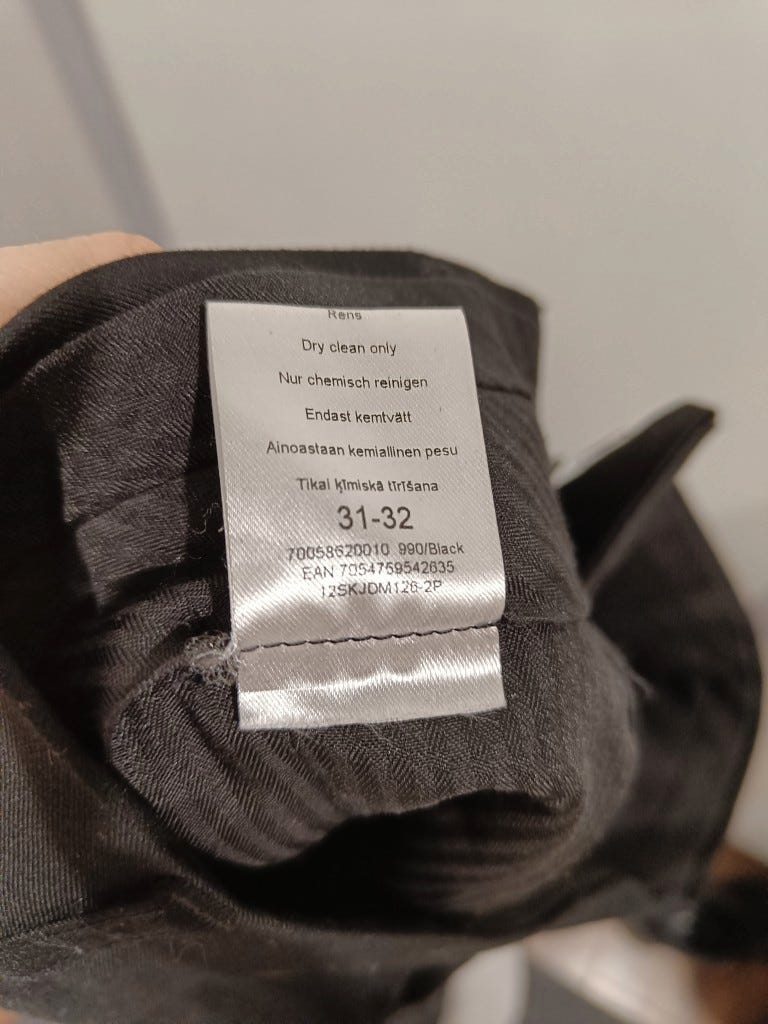 Rens
Dry clean only
Nur chemisch reinigen
Endast kemtvätt
Ainoastaan kemiallinen pesu
Tikai ķīmiskā tīrīšana
31-32
70058620010 990/Black
EAN 7054759542635
12SKJDM126-2P